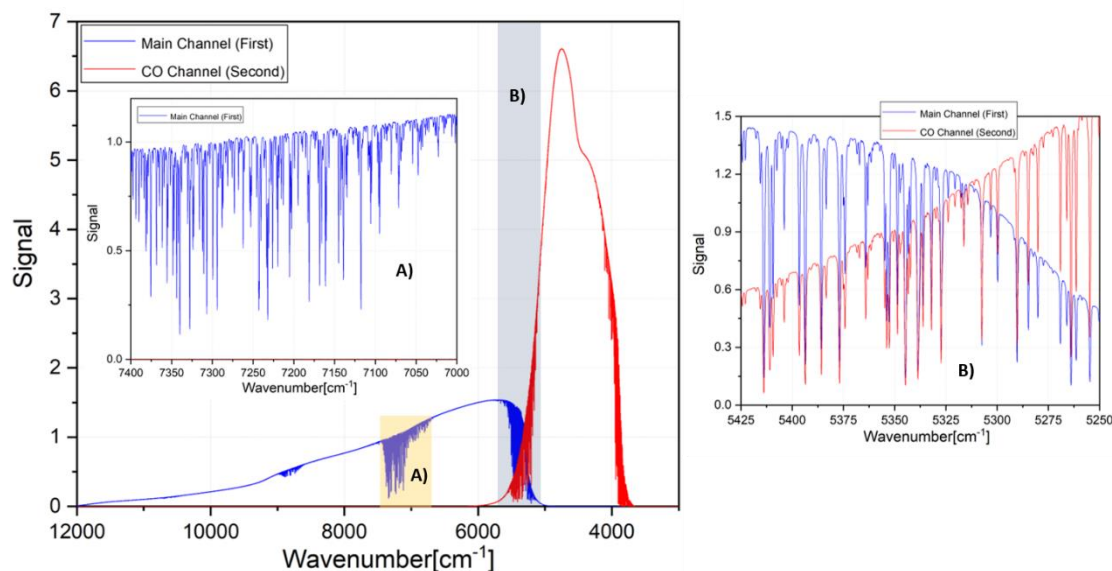 7
6
5
4
3
2
1
0
Signal
12000 10000 8000 6000 4000
Wavenumber[cm⁻¹]
Main Channel (First)
CO Channel (Second)
B)
A)
Main Channel (First)
1.0
0.5
0.0
Signal
A)
7400 7350 7300 7250 7200 7150 7100 7050 7000
Wavenumber[cm⁻¹]
Main Channel (First)
CO Channel (Second)
1.5
1.2
0.9
0.6
0.3
0.0
Signal
B)
5425 5400 5375 5350 5325 5300 5275 5250
Wavenumber[cm⁻¹]